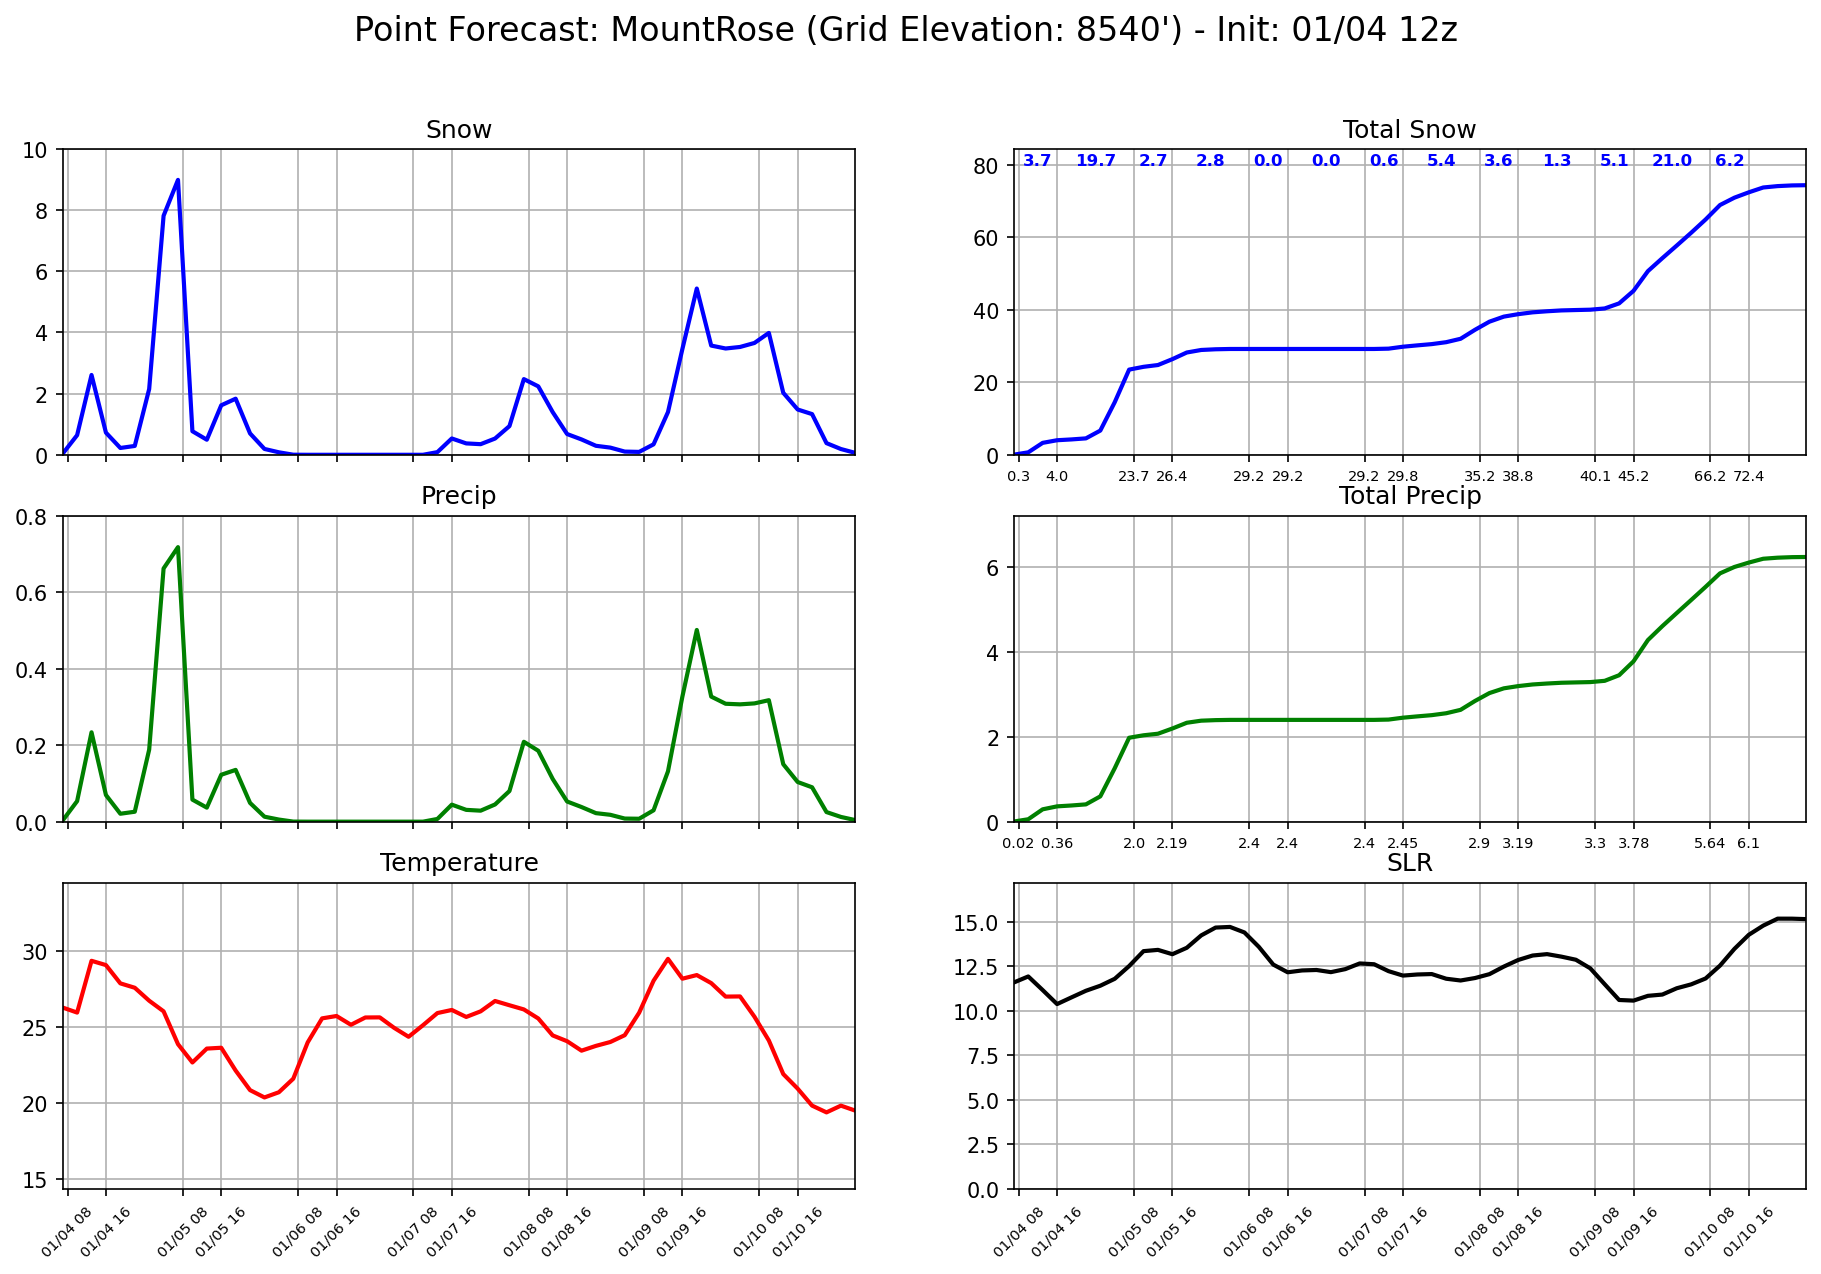 Point Forecast: MountRose (Grid Elevation: 8540') - Init: 01/04 12z
Snow
10
8
6
4
2
0
Total Snow
3.7 19.7 2.7 2.8 0.0 0.0 0.6 5.4 3.6 1.3 5.1 21.0 6.2
80
60
40
20
0
0.3 4.0 23.7 26.4 29.2 29.2 29.2 29.8 35.2 38.8 40.1 45.2 66.2 72.4
Precip
0.8
0.6
0.4
0.2
0.0
Total Precip
6
4
2
0
0.02 0.36 2.0 2.19 2.4 2.4 2.4 2.45 2.9 3.19 3.3 3.78 5.64 6.1
Temperature
30
25
20
15
01/04 08 01/04 16 01/05 08 01/05 16 01/06 08 01/06 16 01/07 08 01/07 16 01/08 08 01/08 16 01/09 08 01/09 16 01/10 08 01/10 16
SLR
15.0
12.5
10.0
7.5
5.0
2.5
0.0
01/04 08 01/04 16 01/05 08 01/05 16 01/06 08 01/06 16 01/07 08 01/07 16 01/08 08 01/08 16 01/09 08 01/09 16 01/10 08 01/10 16